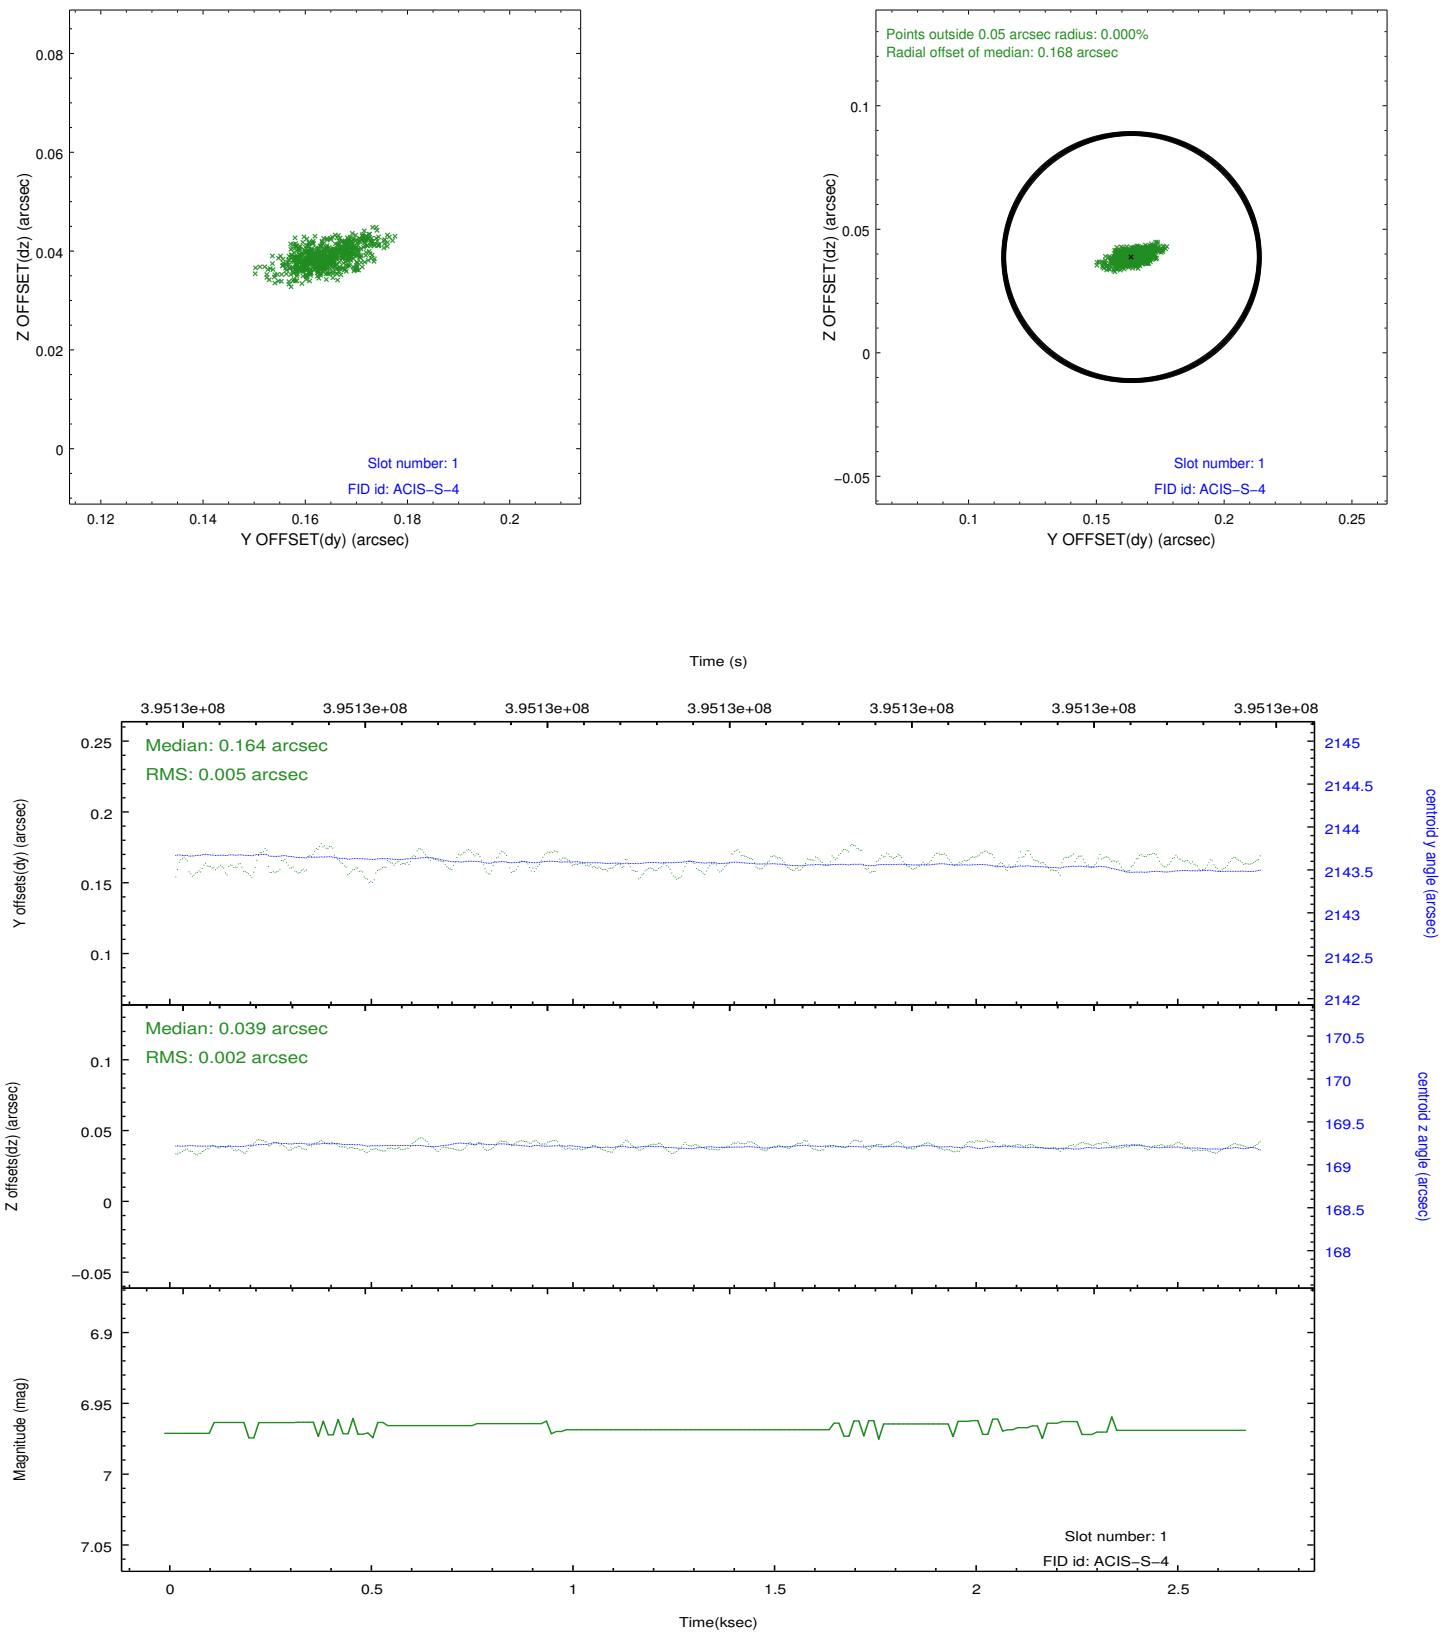 0.08
0.06
0.04
0.02
0
Z OFFSET(dz) (arcsec)
Slot number: 1
FID id: ACIS−S−4
0.12 0.14 0.16 0.18 0.2
Y OFFSET(dy) (arcsec)
Points outside 0.05 arcsec radius: 0.000%
Radial offset of median: 0.168 arcsec
0.1
0.05
0
−0.05
Z OFFSET(dz) (arcsec)
Slot number: 1
FID id: ACIS−S−4
0.1 0.15 0.2 0.25
Y OFFSET(dy) (arcsec)
Time (s)
3.9513e+08 3.9513e+08 3.9513e+08 3.9513e+08 3.9513e+08 3.9513e+08 3.9513e+08
Median: 0.164 arcsec
RMS: 0.005 arcsec
0.25
0.2
0.15
0.1
Y offsets(dy) (arcsec)
2145
2144.5
2144
2143.5
2143
2142.5
2142
centroid y angle (arcsec)
Median: 0.039 arcsec
RMS: 0.002 arcsec
0.1
0.05
0
−0.05
Z offsets(dz) (arcsec)
170.5
170
169.5
169
168.5
168
centroid z angle (arcsec)
6.9
6.95
7
7.05
Magnitude (mag)
Slot number: 1
FID id: ACIS−S−4
0 0.5 1 1.5 2 2.5
Time(ksec)